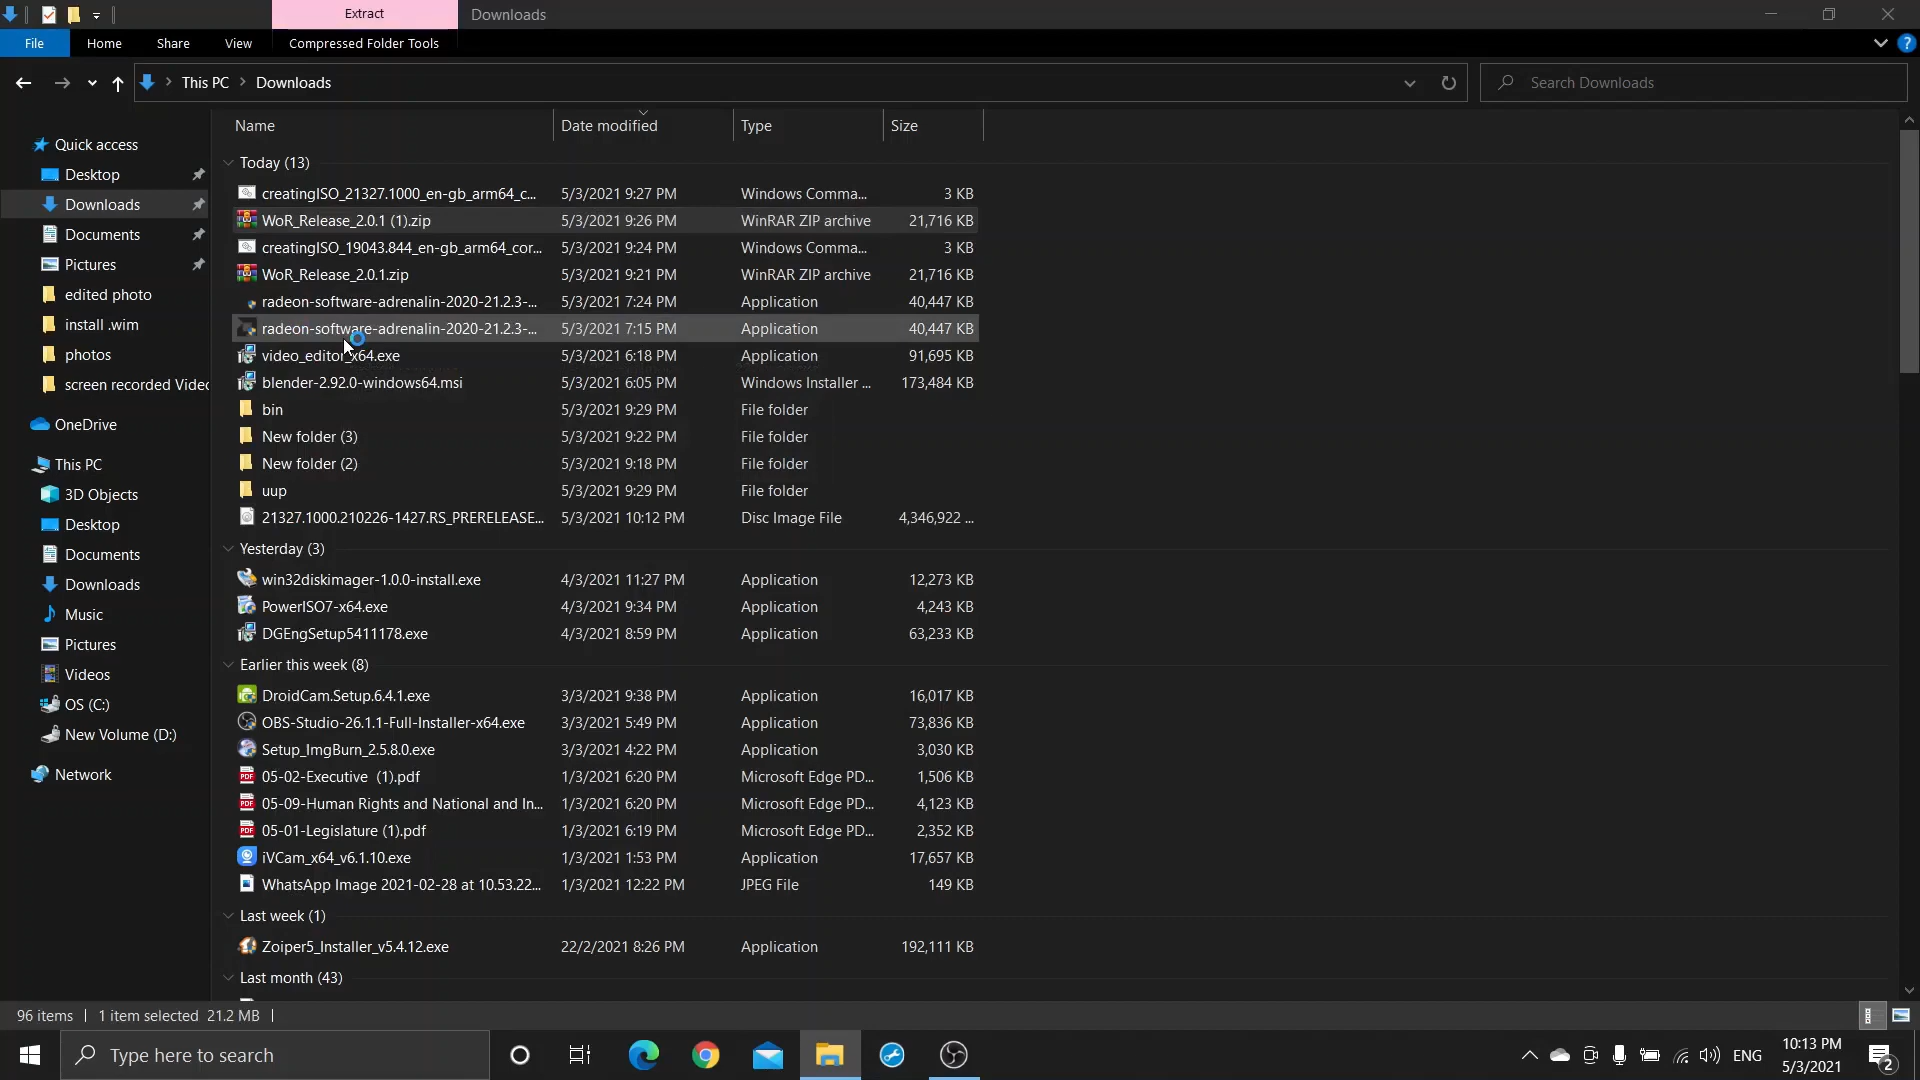 Extract
Downloads
File
Home
Share
View
Compressed Folder Tools
This PC
Downloads
Search Downloads
Name
Date modified
Type
Size
Quick access
Desktop
Downloads
Documents
Pictures
edited photo
install .wim
photos
screen recorded Videc
OneDrive
This PC
3D Objects
Desktop
Documents
Downloads
Music
Pictures
Videos
OS (C:)
New Volume (D:)
Network
Today (13)
creatingISO_21327.1000_en-gb_arm64_c... 5/3/2021 9:27 PM Windows Comma... 3 KB
WoR_Release_2.0.1 (1).zip 5/3/2021 9:26 PM WinRAR ZIP archive 21,716 KB
creatingISO_19043.844_en-gb_arm64_cor... 5/3/2021 9:24 PM Windows Comma... 3 KB
WoR_Release_2.0.1.zip 5/3/2021 9:21 PM WinRAR ZIP archive 21,716 KB
radeon-software-adrenalin-2020-21.2.3-... 5/3/2021 7:24 PM Application 40,447 KB
radeon-software-adrenalin-2020-21.2.3-... 5/3/2021 7:15 PM Application 40,447 KB
video_editor_x64.exe 5/3/2021 6:18 PM Application 91,695 KB
blender-2.92.0-windows64.msi 5/3/2021 6:05 PM Windows Installer ... 173,484 KB
bin 5/3/2021 9:29 PM File folder
New folder (3) 5/3/2021 9:22 PM File folder
New folder (2) 5/3/2021 9:18 PM File folder
uup 5/3/2021 9:29 PM File folder
21327.1000.210226-1427.RS_PRERELEASE... 5/3/2021 10:12 PM Disc Image File 4,346,922 ...
Yesterday (3)
win32diskimager-1.0.0-install.exe 4/3/2021 11:27 PM Application 12,273 KB
PowerISO7-x64.exe 4/3/2021 9:34 PM Application 4,243 KB
DGEngSetup5411178.exe 4/3/2021 8:59 PM Application 63,233 KB
Earlier this week (8)
DroidCam.Setup.6.4.1.exe 3/3/2021 9:38 PM Application 16,017 KB
OBS-Studio-26.1.1-Full-Installer-x64.exe 3/3/2021 5:49 PM Application 73,836 KB
Setup_ImgBurn_2.5.8.0.exe 3/3/2021 4:22 PM Application 3,030 KB
05-02-Executive (1).pdf 1/3/2021 6:20 PM Microsoft Edge PD... 1,506 KB
05-09-Human Rights and National and In... 1/3/2021 6:20 PM Microsoft Edge PD... 4,123 KB
05-01-Legislature (1).pdf 1/3/2021 6:19 PM Microsoft Edge PD... 2,352 KB
iVCam_x64_v6.1.10.exe 1/3/2021 1:53 PM Application 17,657 KB
WhatsApp Image 2021-02-28 at 10.53.22... 1/3/2021 12:22 PM JPEG File 149 KB
Last week (1)
Zoiper5_Installer_v5.4.12.exe 22/2/2021 8:26 PM Application 192,111 KB
Last month (43)
96 items
1 item selected 21.2 MB
Type here to search
ENG
10:13 PM
5/3/2021
2